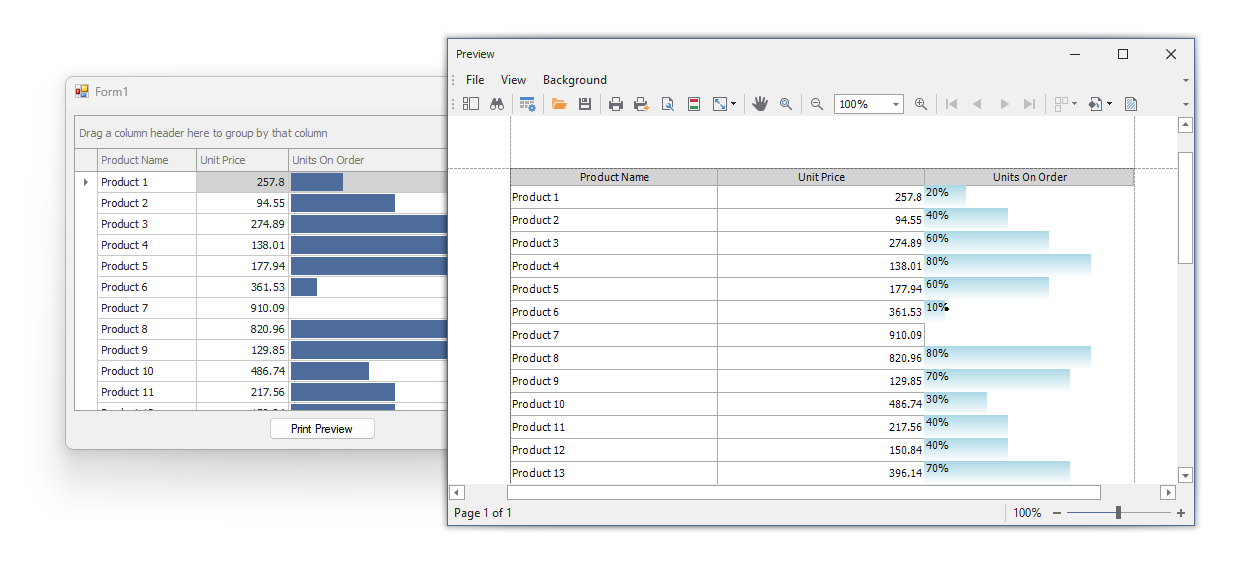 Form1
Drag a column header here to group by that column
Product Name Unit Price Units On Order
Product 1 257.8
Product 2 94.55
Product 3 274.89
Product 4 138.01
Product 5 177.94
Product 6 361.53
Product 7 910.09
Product 8 820.96
Product 9 129.85
Product 10 486.74
Product 11 217.56
Print Preview
Preview
File View Background
100%
Product Name Unit Price Units On Order
Product 1 257.8 20%
Product 2 94.55 40%
Product 3 274.89 60%
Product 4 138.01 80%
Product 5 177.94 60%
Product 6 361.53 10%
Product 7 910.09
Product 8 820.96 80%
Product 9 129.85 70%
Product 10 486.74 30%
Product 11 217.56 40%
Product 12 150.84 40%
Product 13 396.14 70%
Page 1 of 1 100%